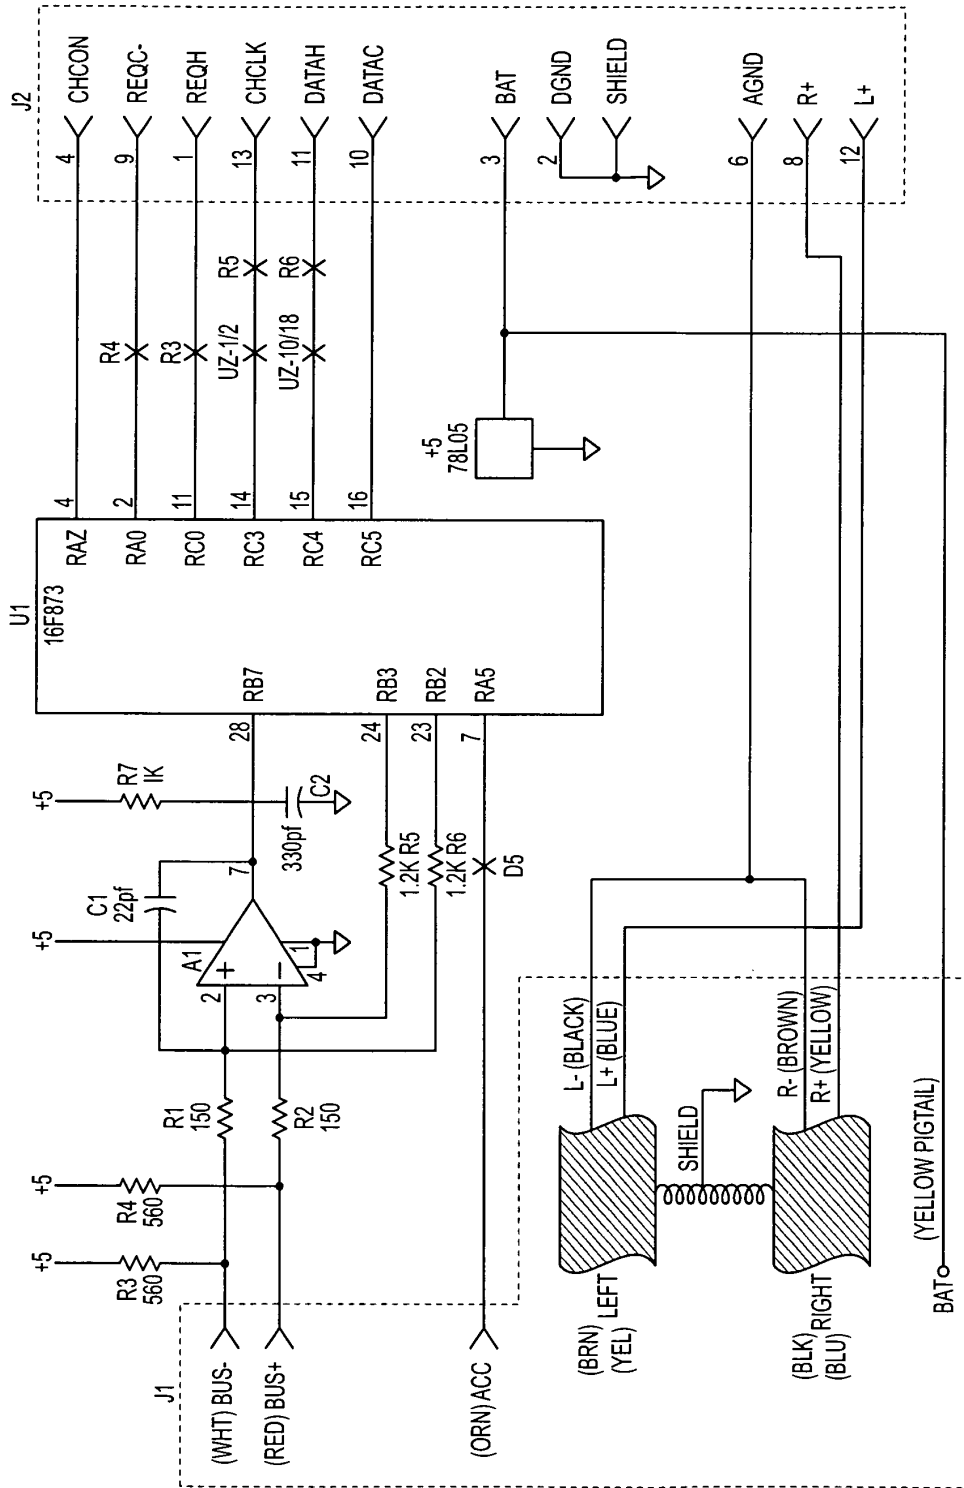 J2
4 CHCON
9 REQC-
1 REQH
13 CHCLK
11 DATAH
10 DATAC
3 BAT
2 DGND
SHIELD
6 AGND
8 R+
12 L+
R4
R3
UZ-1/2 R5
UZ-10/18 R6
+5
78L05
U1
16F873
RAZ 4
RA0 2
RC0 11
RC3 14
RC4 15
RC5 16
RB7 28
RB3 24
RB2 23
RA5 7
+5
R7
1K
330pf C2
C1
22pf
+5
A1
+
-
2
3
7
1
4
1.2K R5
1.2K R6
D5
R1
150
R2
150
+5
R4
560
+5
R3
560
J1
(WHT) BUS-
(RED) BUS+
(ORN) ACC
L- (BLACK)
L+ (BLUE)
R- (BROWN)
R+ (YELLOW)
SHIELD
(BRN) LEFT
(YEL)
(BLK) RIGHT
(BLU)
BAT
(YELLOW PIGTAIL)